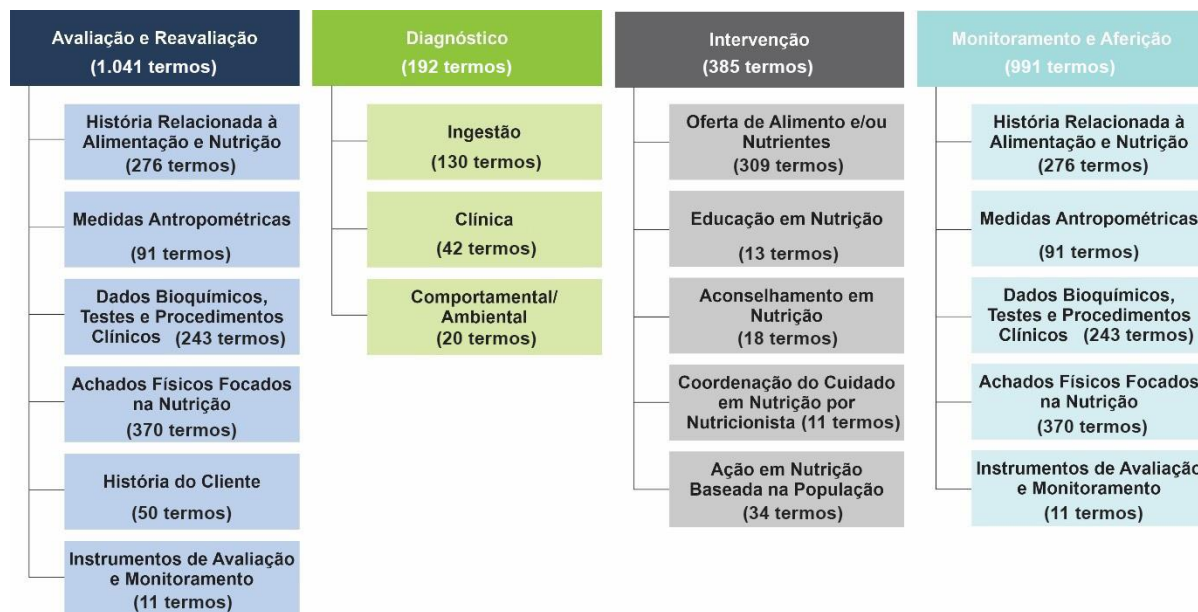 Avaliação e Reavaliação
(1.041 termos)
História Relacionada à
Alimentação e Nutrição
(276 termos)
Medidas Antropométricas
(91 termos)
Dados Bioquímicos,
Testes e Procedimentos
Clínicos (243 termos)
Achados Físicos Focados
na Nutrição
(370 termos)
História do Cliente
(50 termos)
Instrumentos de Avaliação
e Monitoramento
(11 termos)
Diagnóstico
(192 termos)
Ingestão
(130 termos)
Clínica
(42 termos)
Comportamental/
Ambiental
(20 termos)
Intervenção
(385 termos)
Oferta de Alimento e/ou
Nutrientes
(309 termos)
Educação em Nutrição
(13 termos)
Aconselhamento em
Nutrição
(18 termos)
Coordenação do Cuidado
em Nutrição por
Nutricionista (11 termos)
Ação em Nutrição
Baseada na População
(34 termos)
Monitoramento e Aferição
(991 termos)
História Relacionada à
Alimentação e Nutrição
(276 termos)
Medidas Antropométricas
(91 termos)
Dados Bioquímicos,
Testes e Procedimentos
Clínicos (243 termos)
Achados Físicos Focados
na Nutrição
(370 termos)
Instrumentos de Avaliação
e Monitoramento
(11 termos)